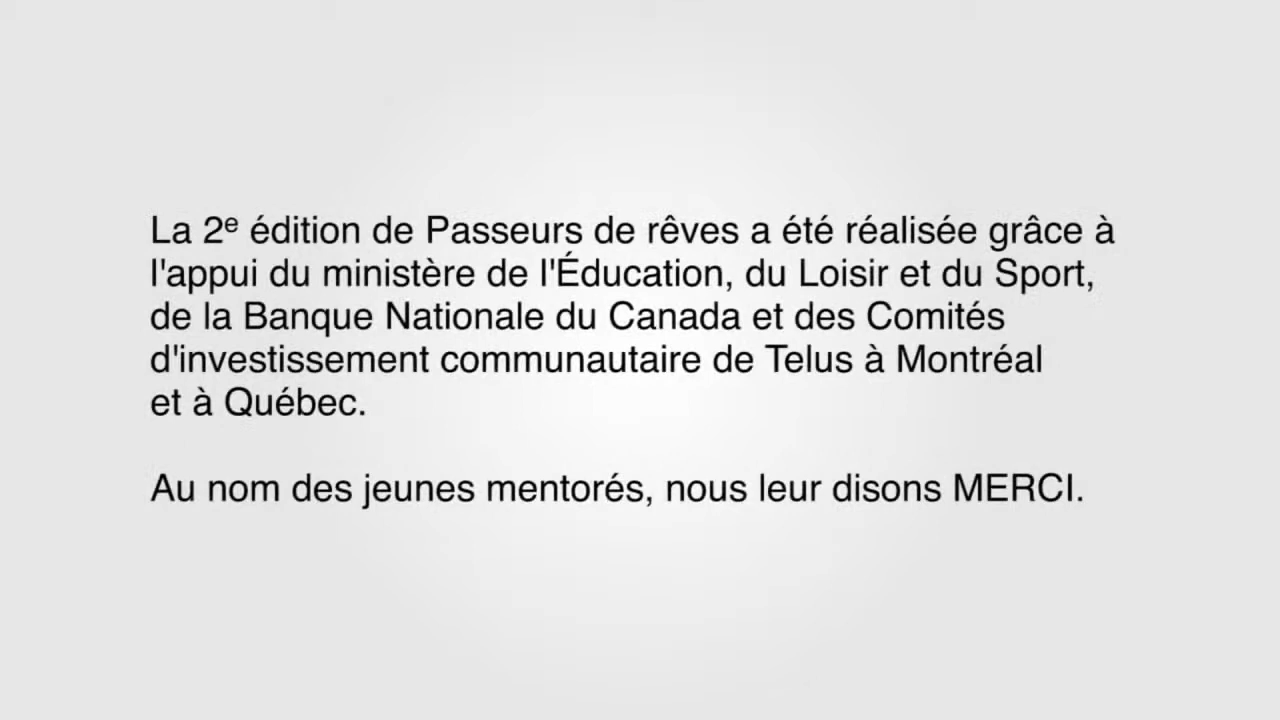 La 2e édition de Passeurs de rêves a été réalisée grâce à
l'appui du ministère de l'Éducation, du Loisir et du Sport,
de la Banque Nationale du Canada et des Comités
d'investissement communautaire de Telus à Montréal
et à Québec.
Au nom des jeunes mentorés, nous leur disons MERCI.